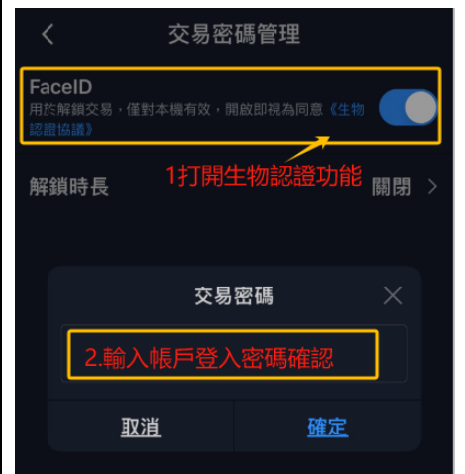 交易密碼管理
FaceID
用於解鎖交易，僅對本機有效，開啟即視為同意《生物
認證協議》
1打開生物認證功能
解鎖時長
關閉
交易密碼
2.輸入帳戶登入密碼確認
取消
確定